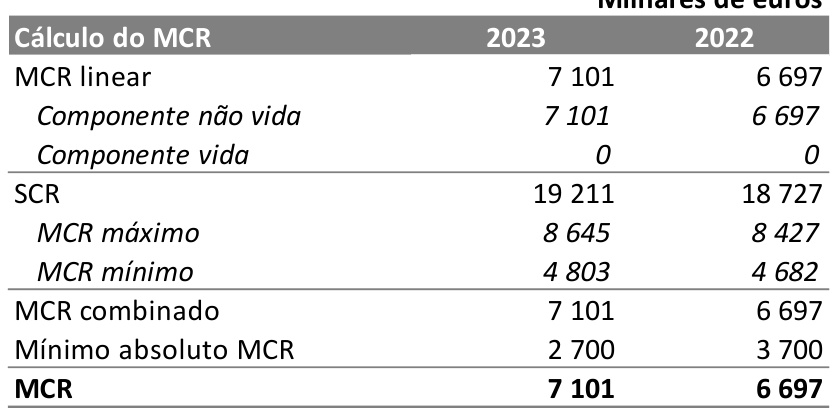 Milhares de euros
Cálculo do MCR 2023 2022
MCR linear 7 101 6 697
Componente não vida 7 101 6 697
Componente vida 0 0
SCR 19 211 18 727
MCR máximo 8 645 8 427
MCR mínimo 4 803 4 682
MCR combinado 7 101 6 697
Mínimo absoluto MCR 2 700 3 700
MCR 7 101 6 697